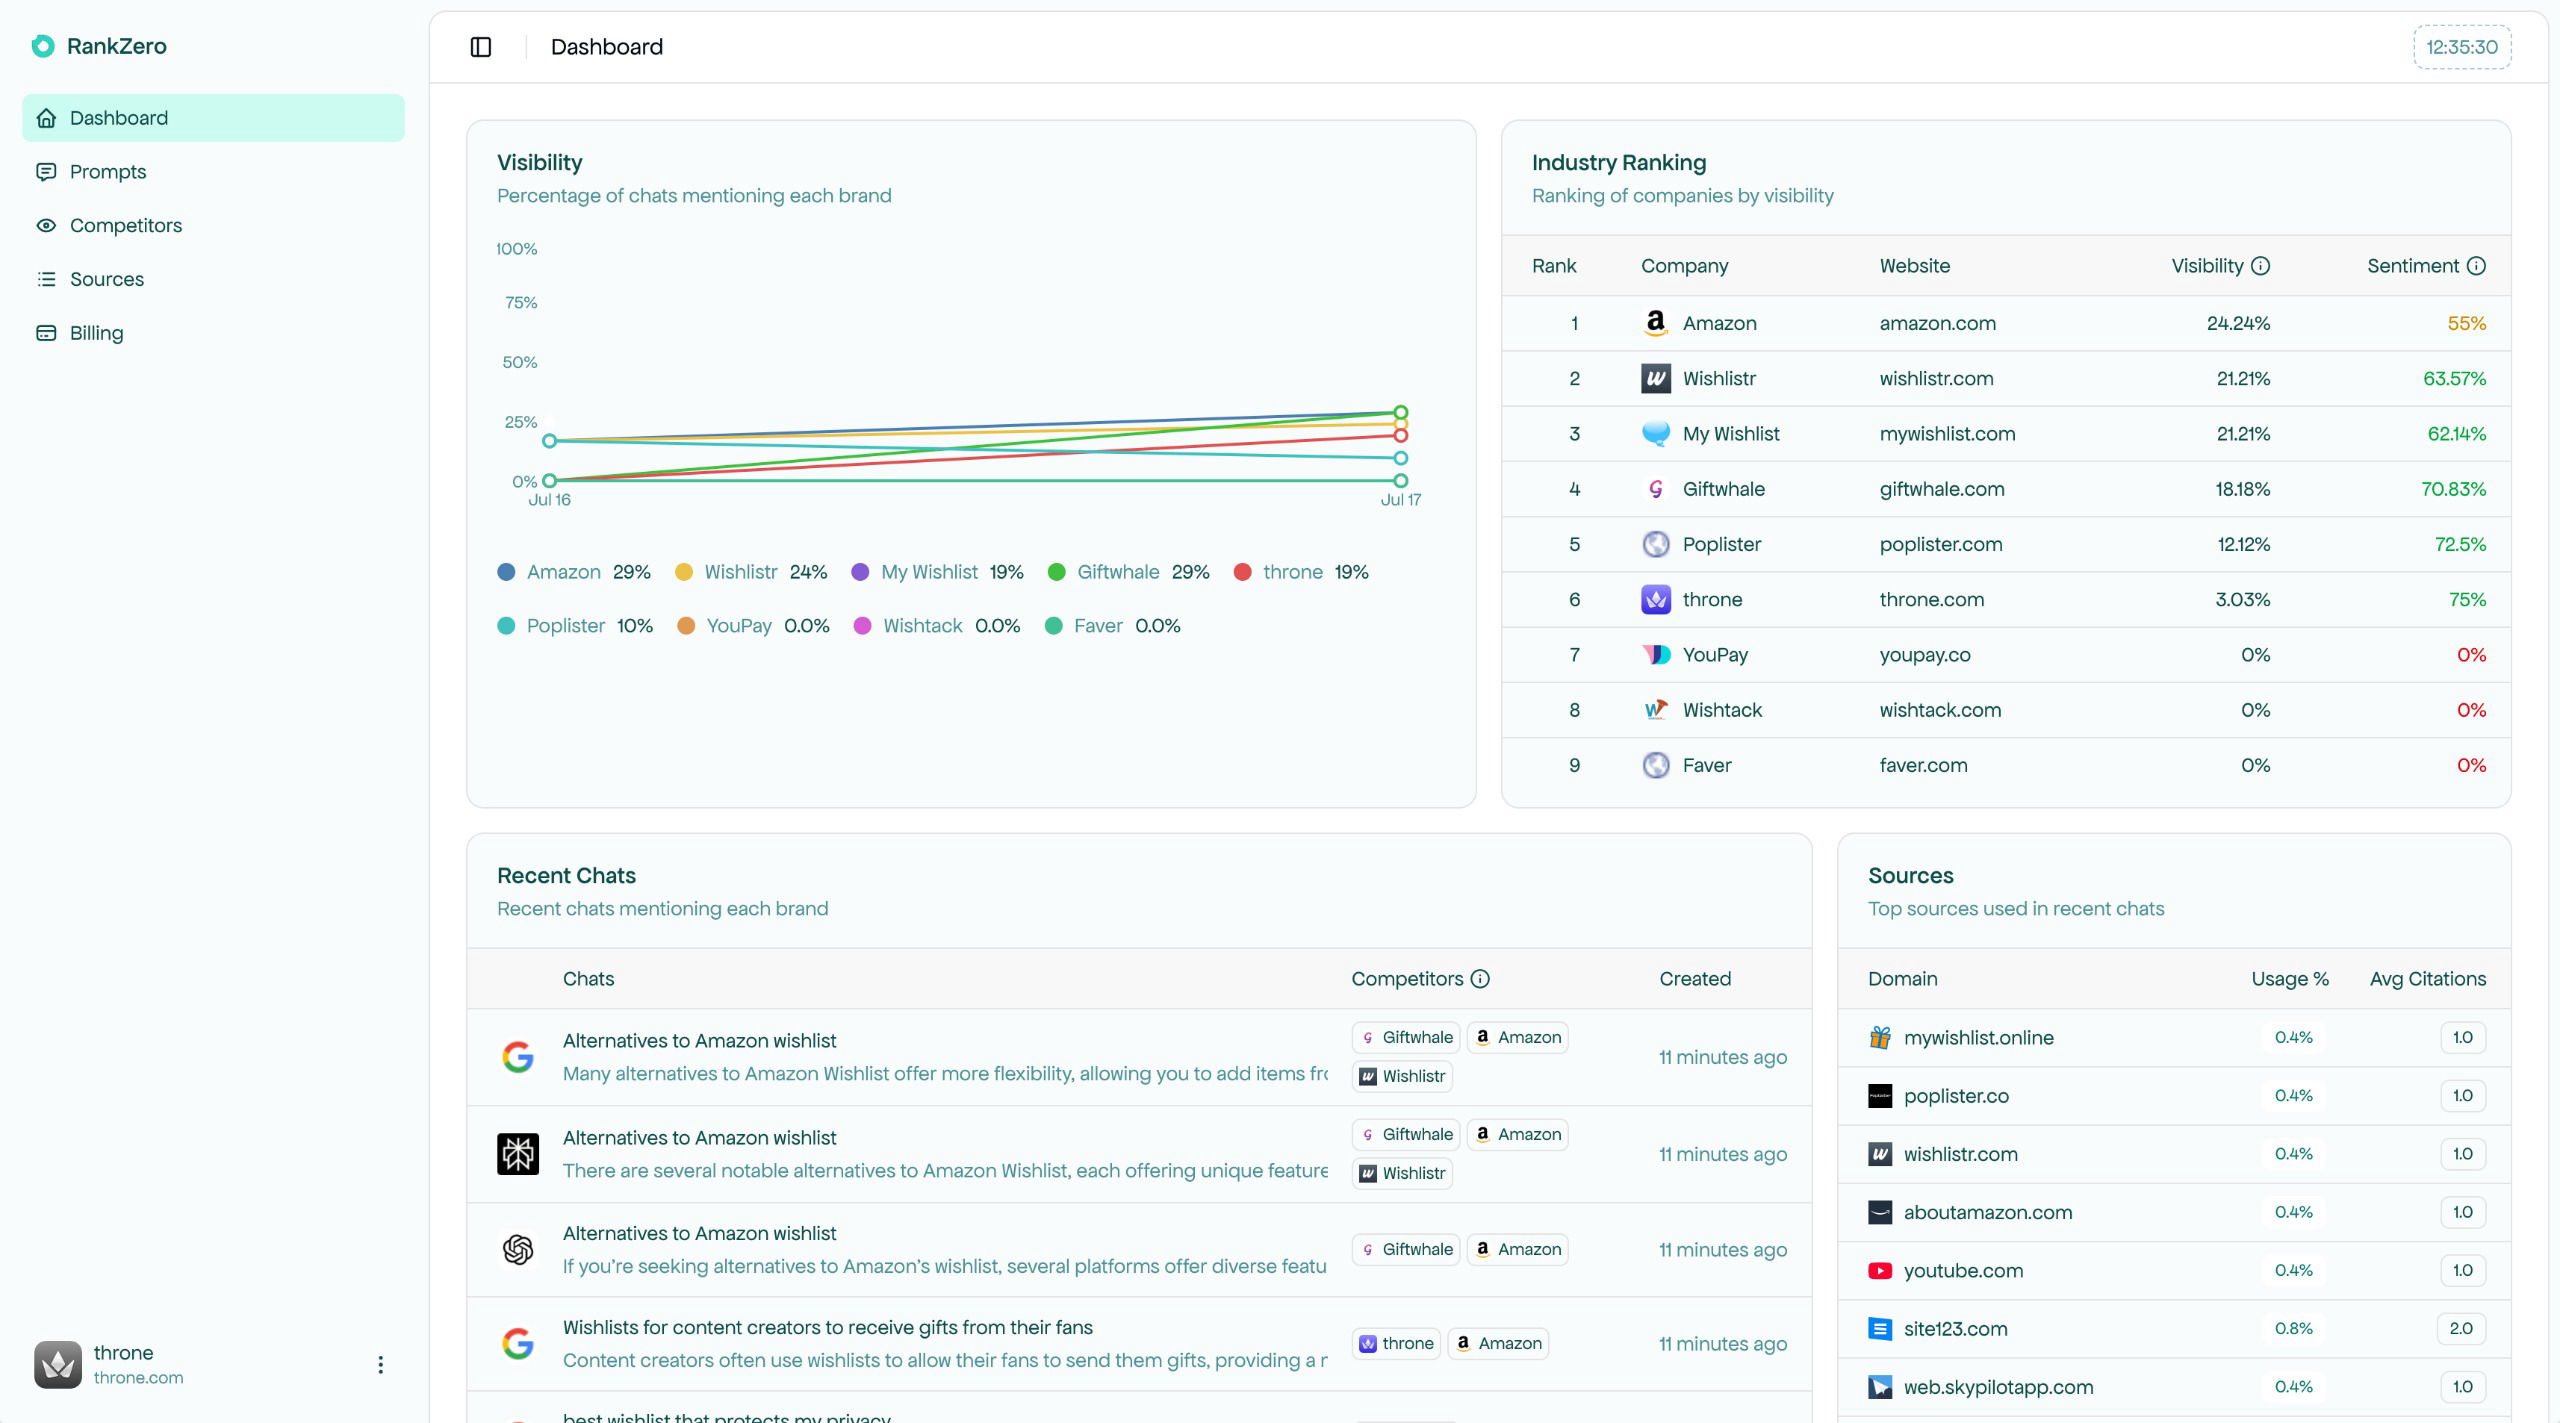 RankZero
Dashboard
Prompts
Competitors
Sources
Billing
throne
throne.com
Dashboard
12:35:30
Visibility
Percentage of chats mentioning each brand
100%
75%
50%
25%
0%
Jul 16 Jul 17
Amazon 29% Wishlistr 24% My Wishlist 19% Giftwhale 29% throne 19%
Poplister 10% YouPay 0.0% Wishtack 0.0% Faver 0.0%
Industry Ranking
Ranking of companies by visibility
Rank Company Website Visibility Sentiment
1 Amazon amazon.com 24.24% 55%
2 Wishlistr wishlistr.com 21.21% 63.57%
3 My Wishlist mywishlist.com 21.21% 62.14%
4 Giftwhale giftwhale.com 18.18% 70.83%
5 Poplister poplister.com 12.12% 72.5%
6 throne throne.com 3.03% 75%
7 YouPay youpay.co 0% 0%
8 Wishtack wishtack.com 0% 0%
9 Faver faver.com 0% 0%
Recent Chats
Recent chats mentioning each brand
Chats Competitors Created
Alternatives to Amazon wishlist
Many alternatives to Amazon Wishlist offer more flexibility, allowing you to add items
Giftwhale Amazon
Wishlistr
11 minutes ago
Alternatives to Amazon wishlist
There are several notable alternatives to Amazon Wishlist, each offering unique feature
Giftwhale Amazon
Wishlistr
11 minutes ago
Alternatives to Amazon wishlist
If you're seeking alternatives to Amazon's wishlist, several platforms offer diverse featu
Giftwhale Amazon
11 minutes ago
Wishlists for content creators to receive gifts from their fans
Content creators often use wishlists to allow their fans to send them gifts, providing a
throne Amazon
11 minutes ago
best wishlist that protects my privacy
Sources
Top sources used in recent chats
Domain Usage % Avg Citations
mywishlist.online 0.4% 1.0
poplister.co 0.4% 1.0
wishlistr.com 0.4% 1.0
aboutamazon.com 0.4% 1.0
youtube.com 0.4% 1.0
site123.com 0.8% 2.0
web.skypilotapp.com 0.4% 1.0